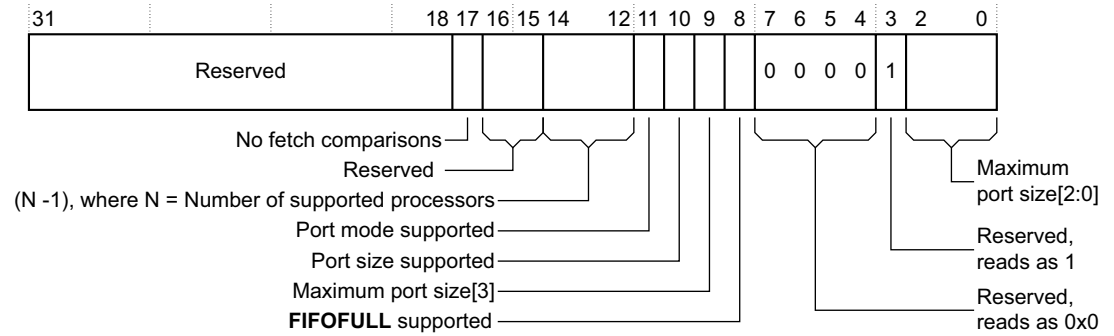 31 18 17 16 15 14 12 11 10 9 8 7 6 5 4 3 2 0
Reserved 0 0 0 0 1
No fetch comparisons
Reserved
(N -1), where N = Number of supported processors
Port mode supported
Port size supported
Maximum port size[3]
FIFOFULL supported
Maximum
port size[2:0]
Reserved,
reads as 1
Reserved,
reads as 0x0